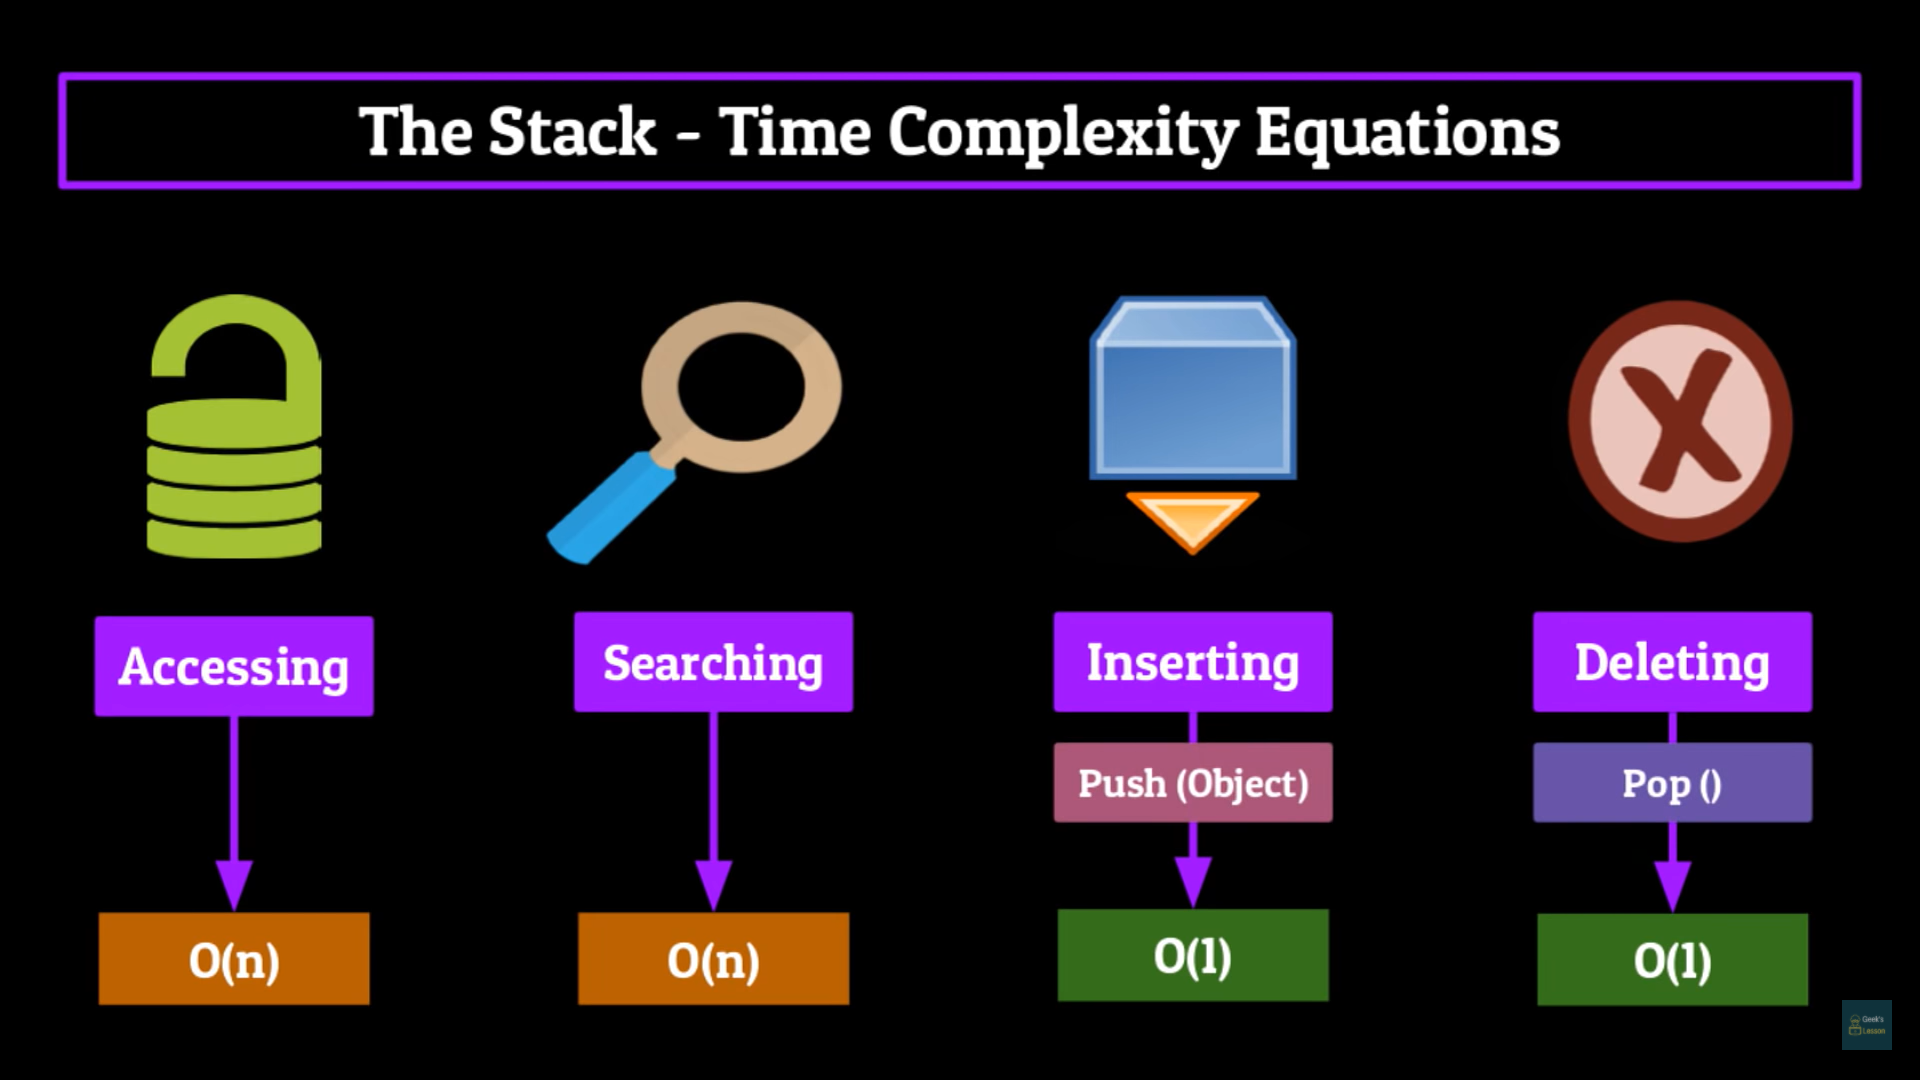 The Stack - Time Complexity Equations
Accessing
Searching
Inserting
Deleting
Push (Object)
Pop ()
O(n)
O(n)
O(1)
O(1)
Geek's
Lesson